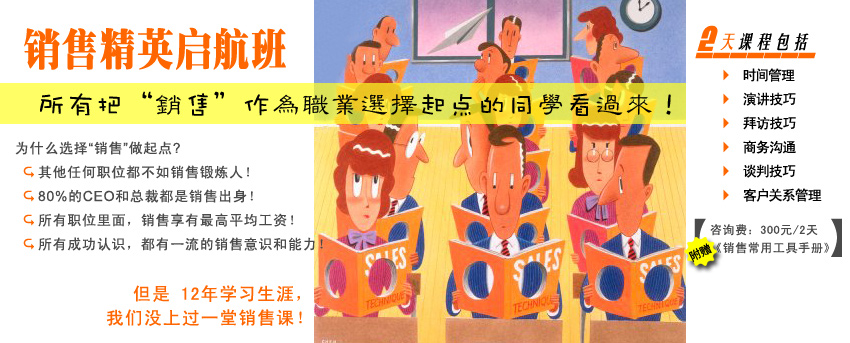 销售精英启航班
所有把“銷售”作為職業選擇起点的同學看過來！
为什么选择“销售”做起点?
其他任何职位都不如销售锻炼人！
80%的CEO和总裁都是销售出身！
所有职位里面，销售享有最高平均工资！
所有成功认识，都有一流的销售意识和能力！
但是 12年学习生涯，
我们没上过一堂销售课！
SALES
TECHNIQUE
SALES
TECHNIQUE
SALES
TECHNIQUE
2天课程包括
时间管理
演讲技巧
拜访技巧
商务沟通
谈判技巧
客户关系管理
咨询费：300元/2天
附赠
《销售常用工具手册》